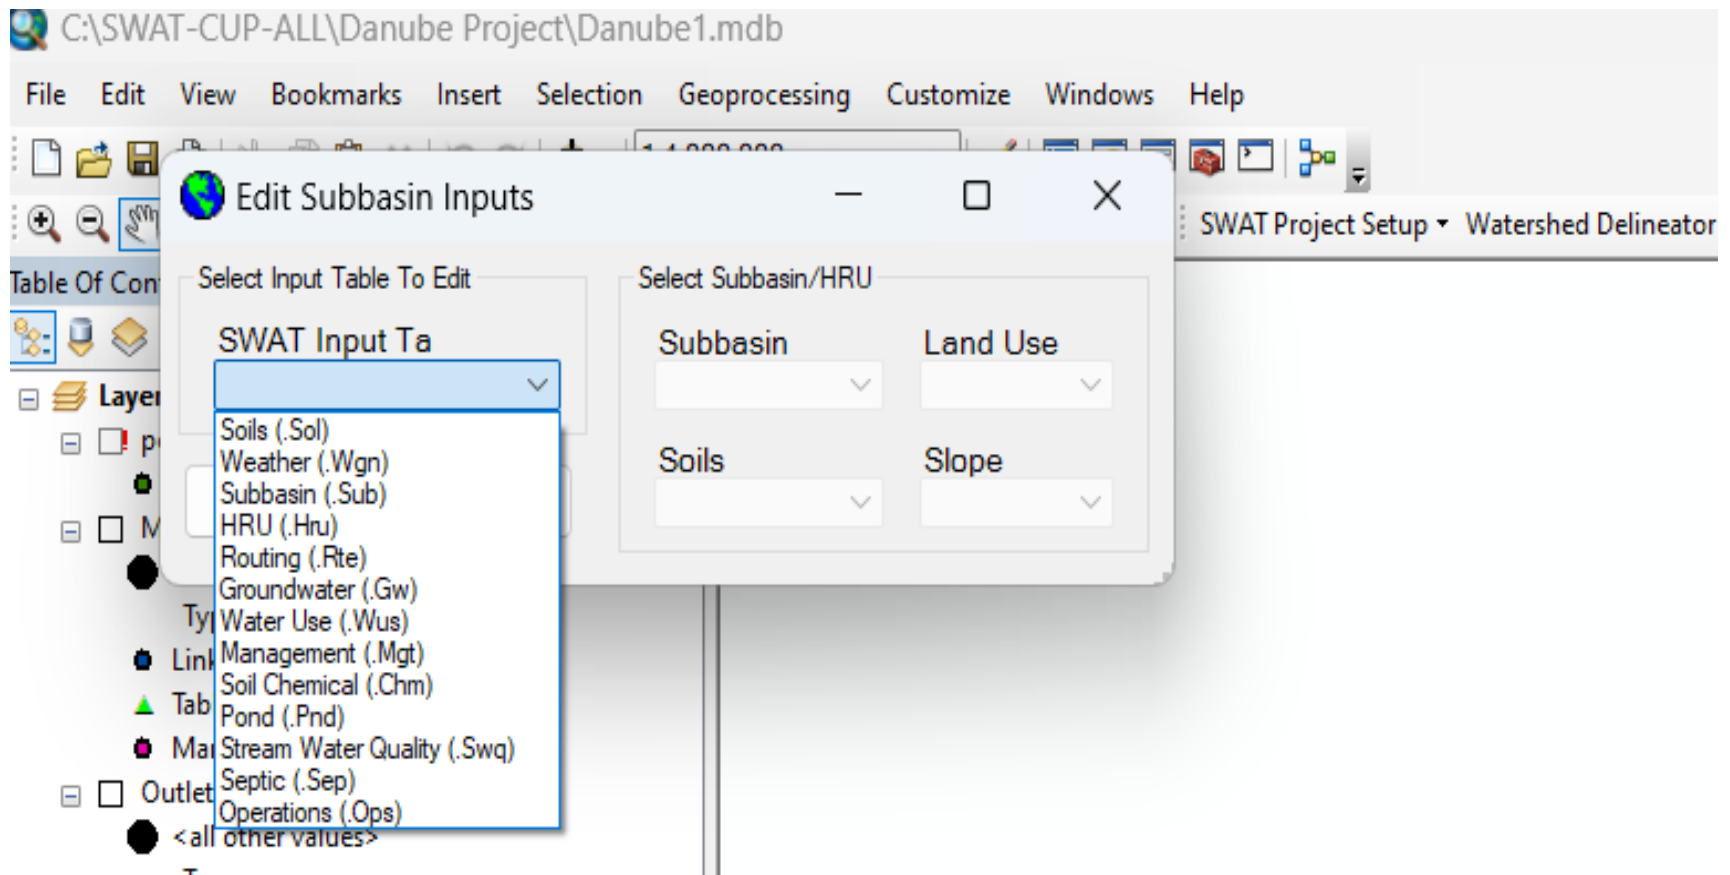 C:\SWAT-CUP-ALL\Danube Project\Danube1.mdb
File Edit View Bookmarks Insert Selection Geoprocessing Customize Windows Help
Edit Subbasin Inputs
SWAT Project Setup Watershed Delineator
Table Of Con
Select Input Table To Edit
Select Subbasin/HRU
SWAT Input Ta
Subbasin
Land Use
Soils
Slope
Soils (.Sol)
Weather (.Wgn)
Subbasin (.Sub)
HRU (.Hru)
Routing (.Rte)
Groundwater (.Gw)
Water Use (.Wus)
Management (.Mgt)
Soil Chemical (.Chm)
Pond (.Pnd)
Stream Water Quality (.Swq)
Septic (.Sep)
Operations (.Ops)
Layer
M
Ty
Link
Tab
Man
Outlet
<all other values>